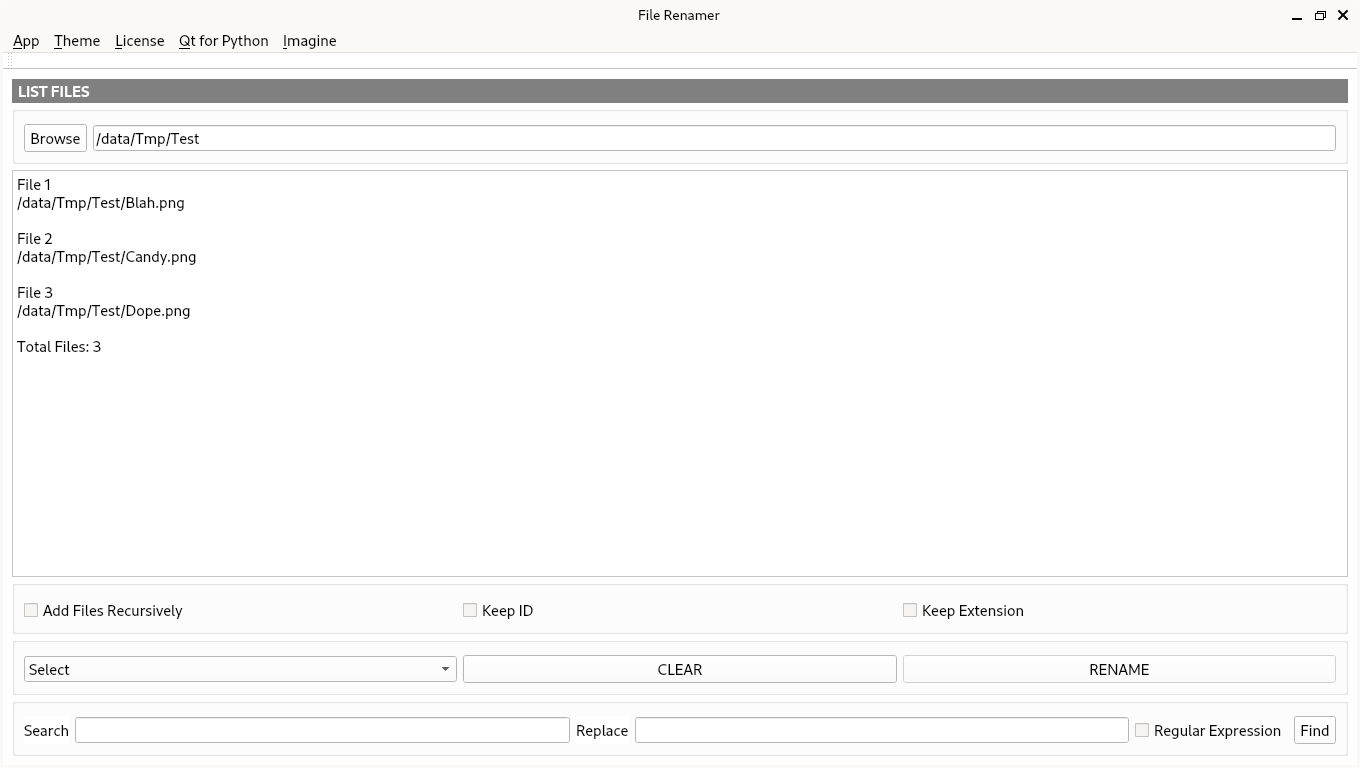 File Renamer
App Theme License Qt for Python Imagine
LIST FILES
Browse /data/Tmp/Test
File 1
/data/Tmp/Test/Blah.png
File 2
/data/Tmp/Test/Candy.png
File 3
/data/Tmp/Test/Dope.png
Total Files: 3
Add Files Recursively Keep ID Keep Extension
Select CLEAR RENAME
Search Replace Regular Expression Find